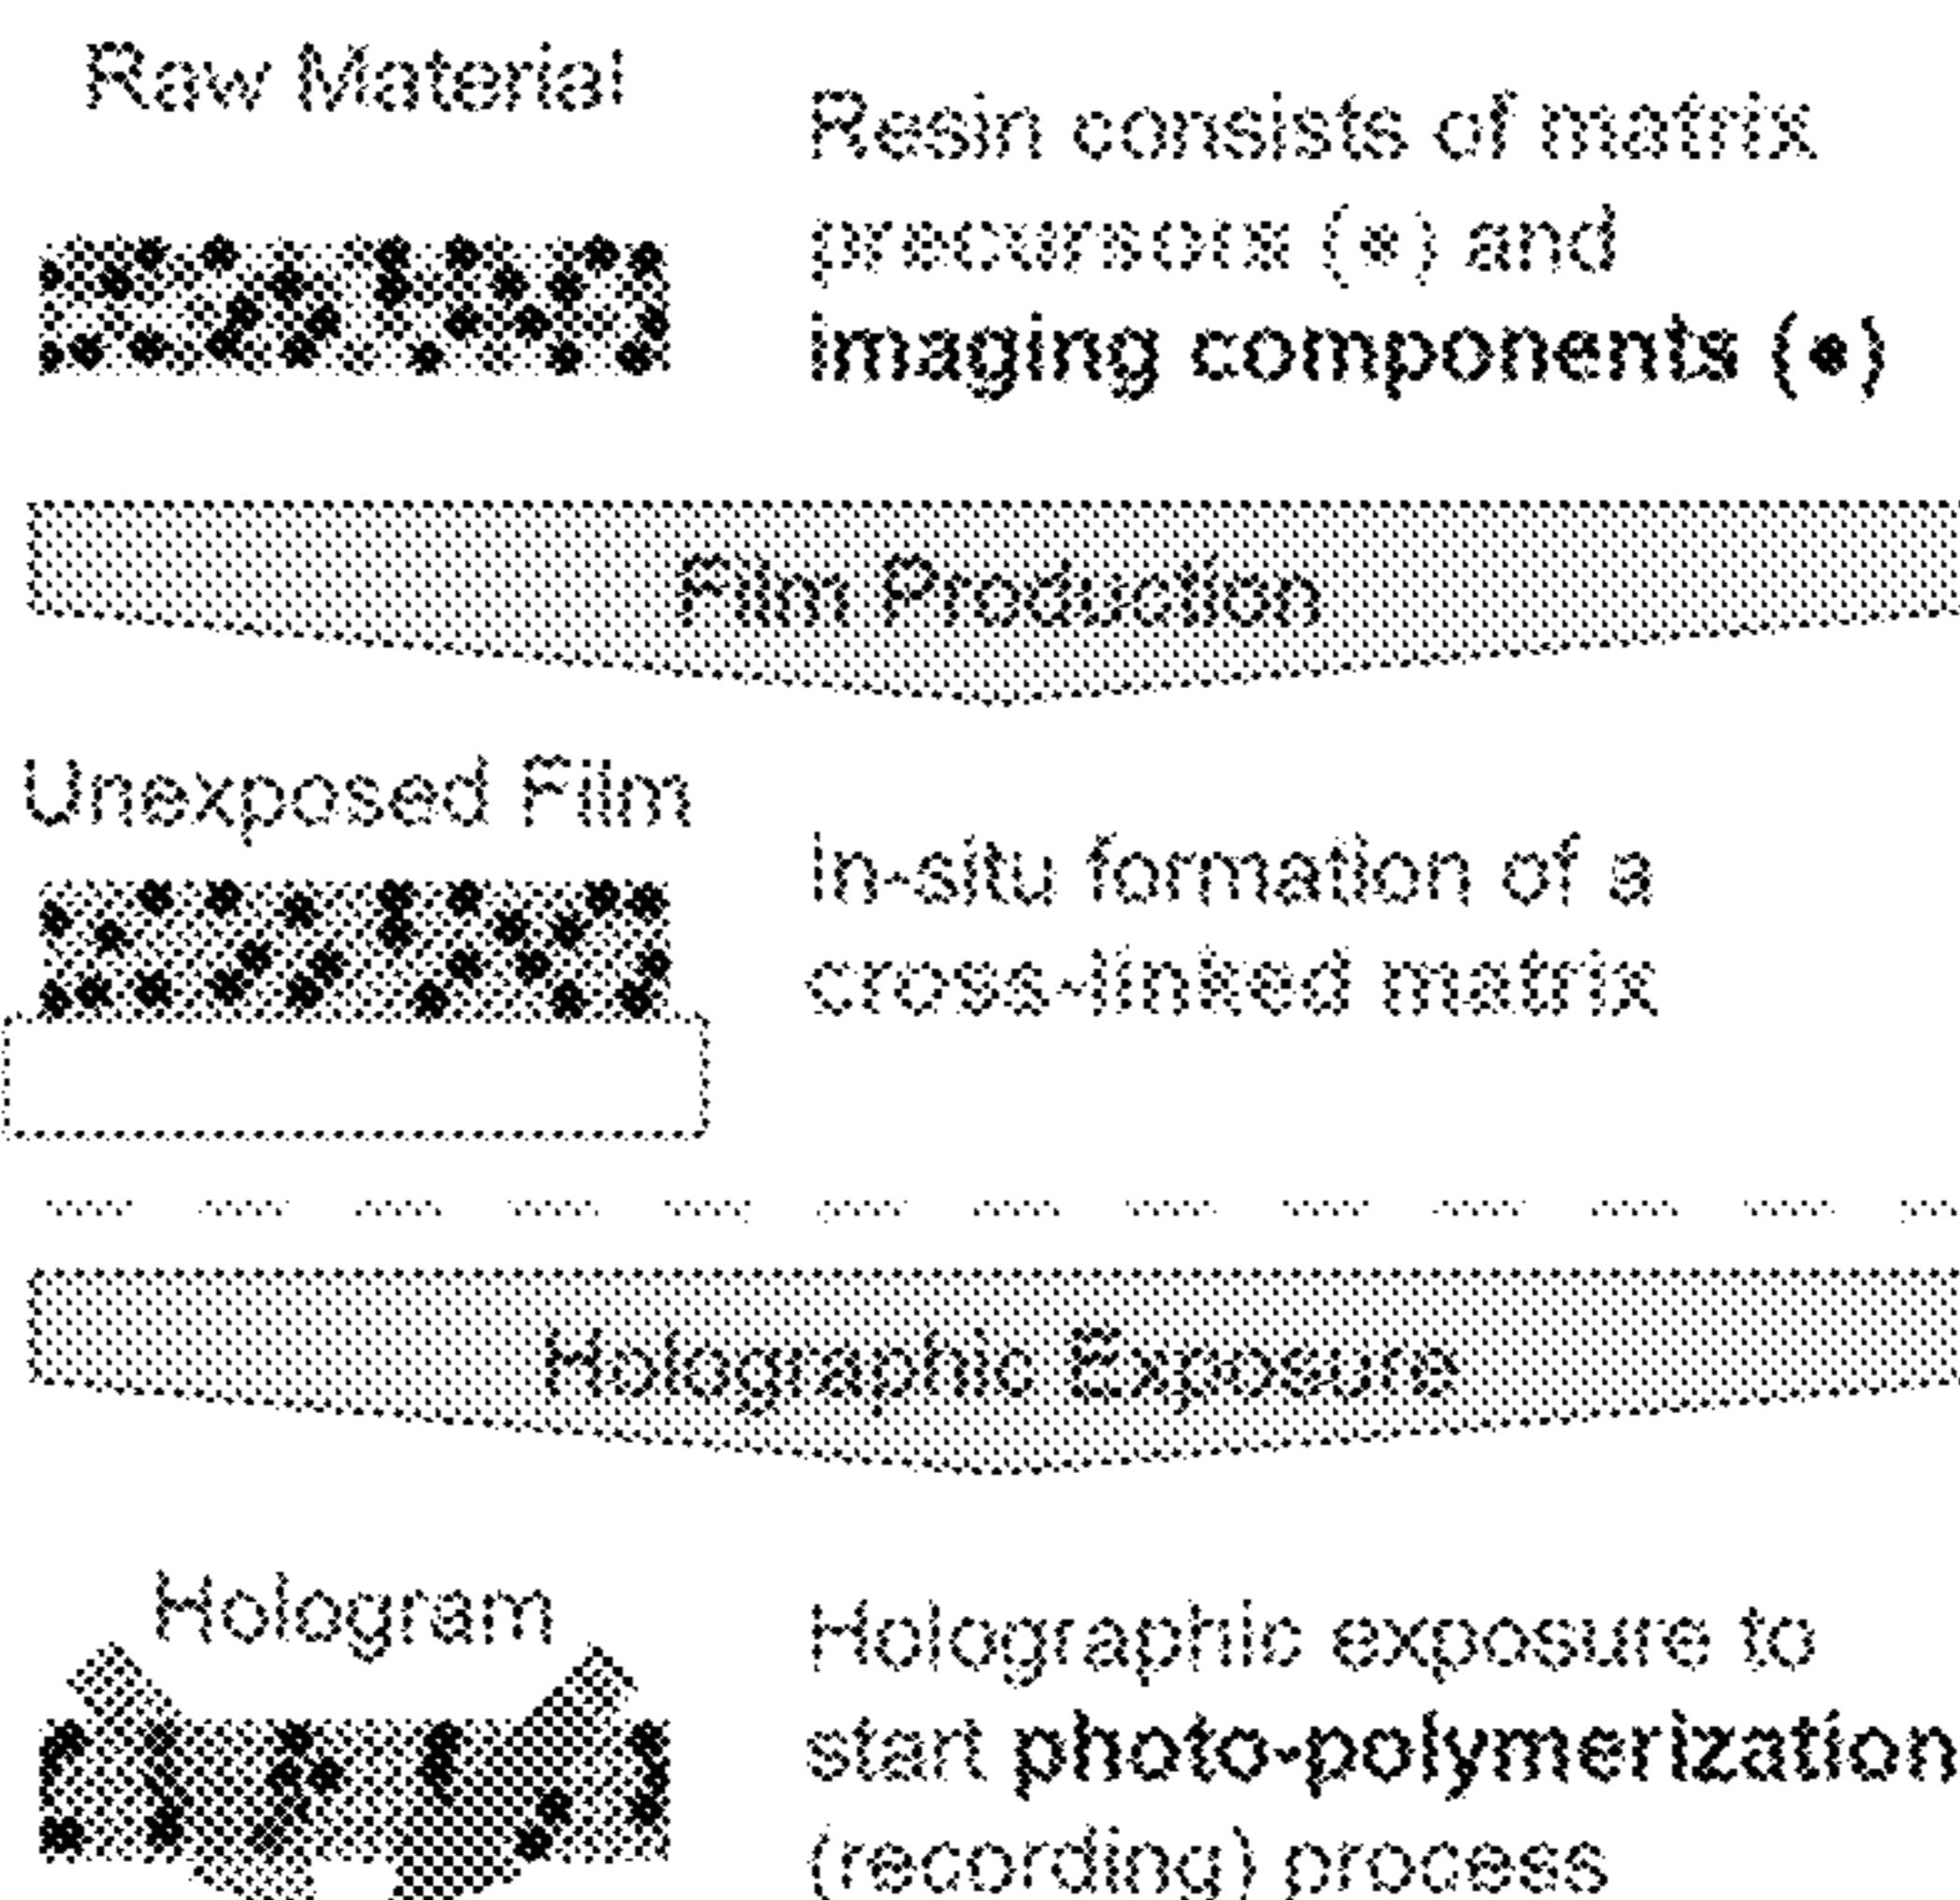 Raw Material
Resin consists of matrix
precursors (•) and
imaging components (•)
Film Production
Unexposed Film
In-situ formation of a
cross-linked matrix
Holographic Exposure
Hologram
Holographic exposure to
start photo-polymerization
(recording) process